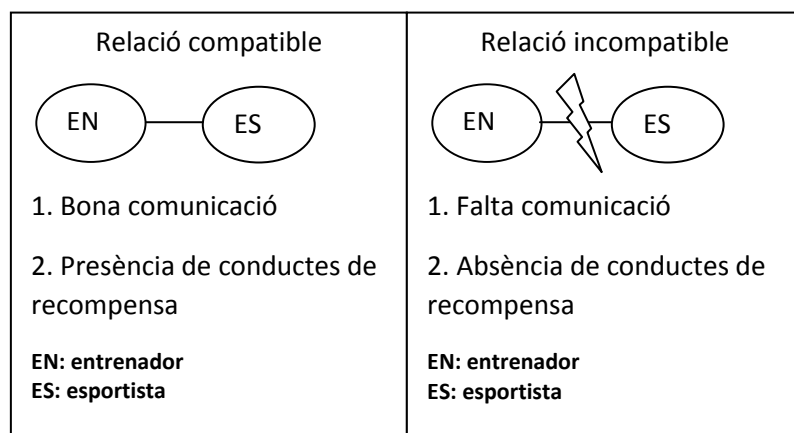 Relació compatible
EN
ES
1. Bona comunicació
2. Presència de conductes de
recompensa
EN: entrenador
ES: esportista
Relació incompatible
EN
ES
1. Falta comunicació
2. Absència de conductes de
recompensa
EN: entrenador
ES: esportista